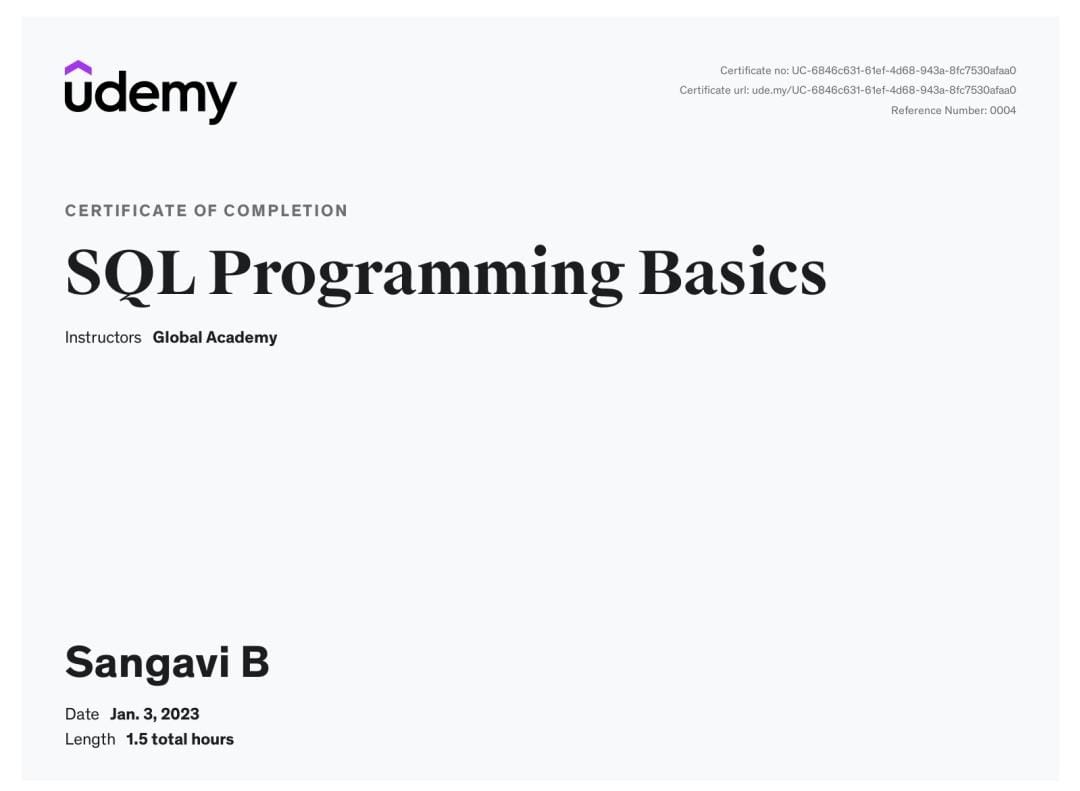 udemy
Certificate no: UC-6846c631-61ef-4d68-943a-8fc7530afaa0
Certificate url: ude.my/UC-6846c631-61ef-4d68-943a-8fc7530afaa0
Reference Number: 0004
CERTIFICATE OF COMPLETION
SQL Programming Basics
Instructors Global Academy
Sangavi B
Date Jan. 3, 2023
Length 1.5 total hours